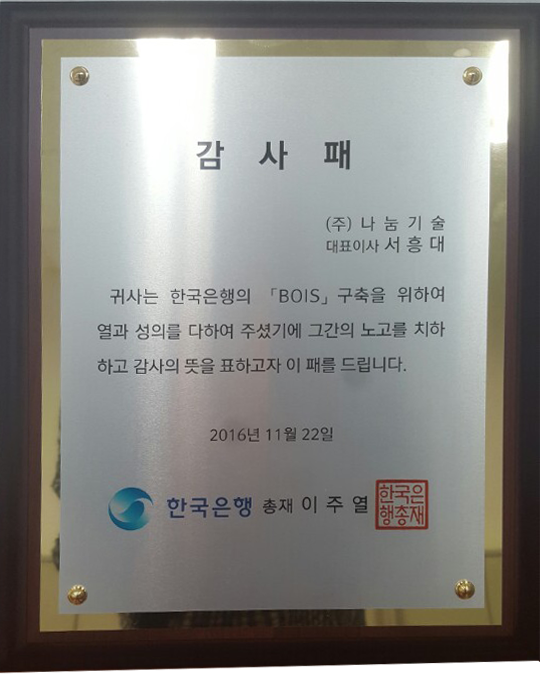 감 사 패
(주) 나 눔 기 술
대표이사 서 흥 대
귀사는 한국은행의 「BOIS」 구축을 위하여
열과 성의를 다하여 주셨기에 그간의 노고를 치하
하고 감사의 뜻을 표하고자 이 패를 드립니다.
2016년 11월 22일
한국은행 총재 이 주 열
한국은
행총재